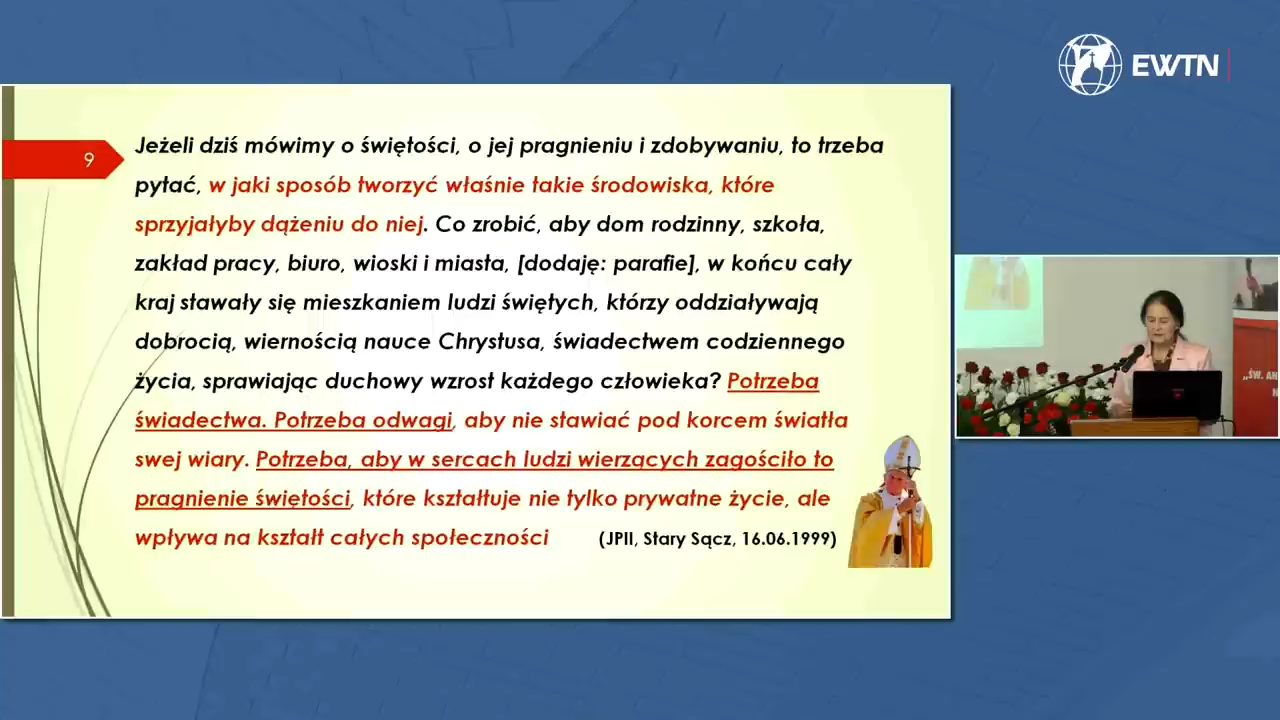 EWTN
9
Jeżeli dziś mówimy o świętości, o jej pragnieniu i zdobywaniu, to trzeba
pytać, w jaki sposób tworzyć właśnie takie środowiska, które
sprzyjałyby dążeniu do niej. Co zrobić, aby dom rodzinny, szkoła,
zakład pracy, biuro, wioski i miasta, [dodaję: parafie], w końcu cały
kraj stawały się mieszkaniem ludzi świętych, którzy oddziaływają
dobrocią, wiernością nauce Chrystusa, świadectwem codziennego
życia, sprawiając duchowy wzrost każdego człowieka? Potrzeba
świadectwa. Potrzeba odwagi, aby nie stawiać pod korcem światła
swej wiary. Potrzeba, aby w sercach ludzi wierzących zagościło to
pragnienie świętości, które kształtuje nie tylko prywatne życie, ale
wpływa na kształt całych społeczności (JPII, Stary Sącz, 16.06.1999)
„ŚW. AN